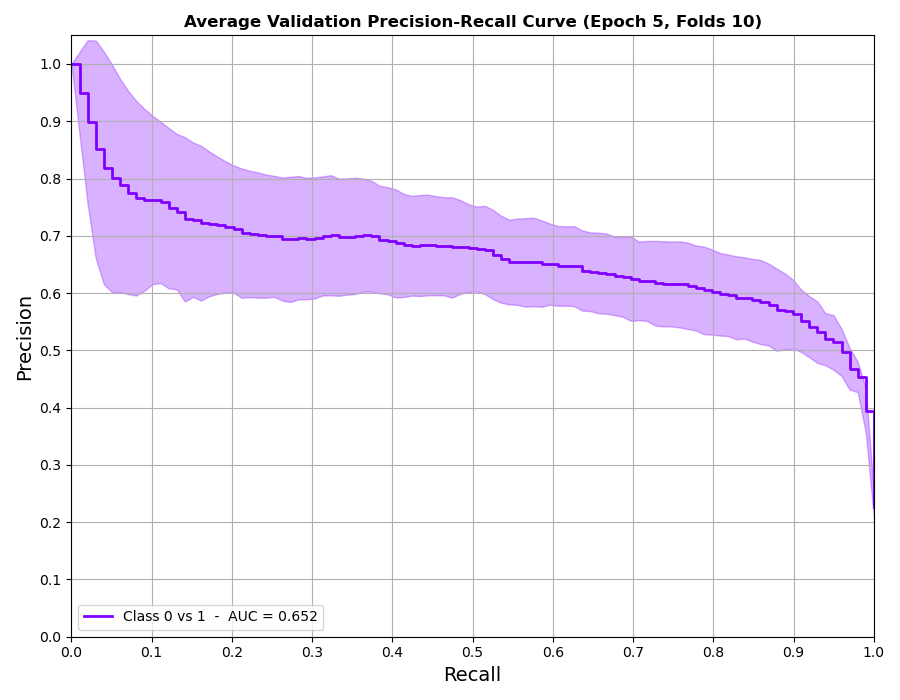 Average Validation Precision-Recall Curve (Epoch 5, Folds 10)
Precision
1.0
0.9
0.8
0.7
0.6
0.5
0.4
0.3
0.2
0.1
0.0
Class 0 vs 1 - AUC = 0.652
0.0 0.1 0.2 0.3 0.4 0.5 0.6 0.7 0.8 0.9 1.0
Recall